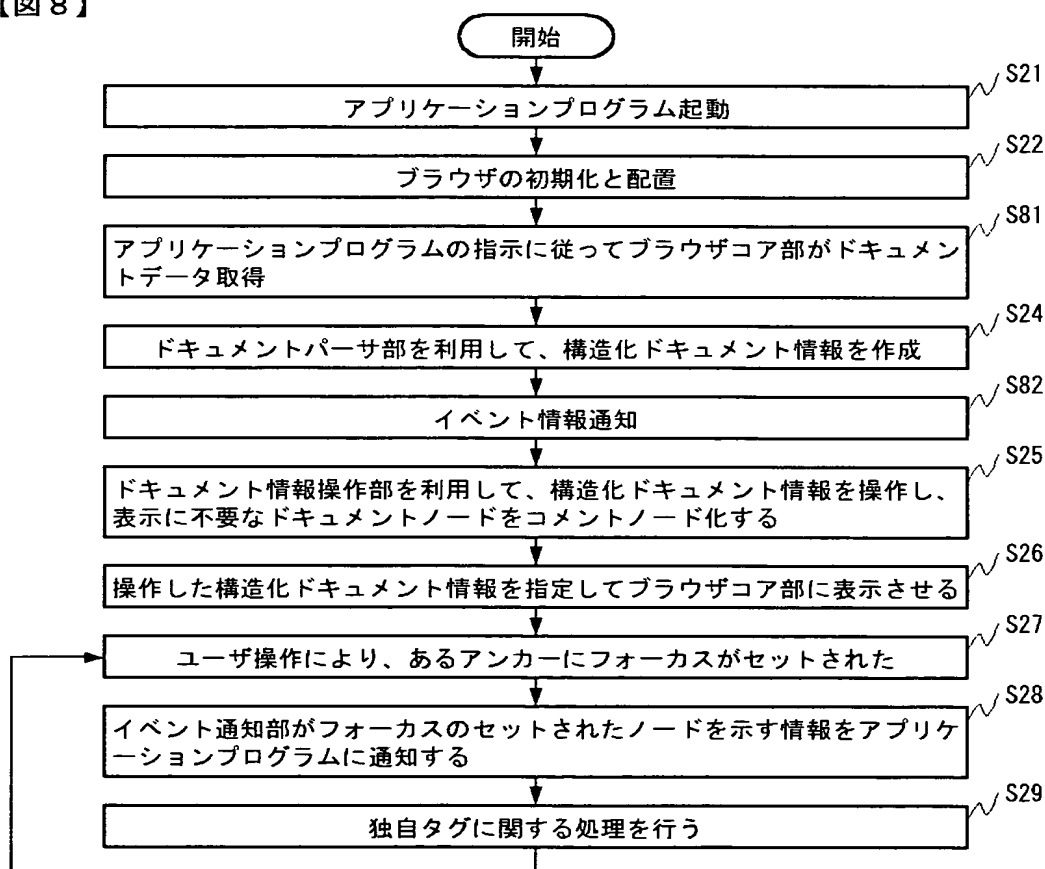 【図8】
開始
S21
アプリケーションプログラム起動
S22
ブラウザの初期化と配置
S81
アプリケーションプログラムの指示に従ってブラウザコア部がドキュメン
トデータ取得
S24
ドキュメントパーサ部を利用して、構造化ドキュメント情報を作成
S82
イベント情報通知
S25
ドキュメント情報操作部を利用して、構造化ドキュメント情報を操作し、
表示に不要なドキュメントノードをコメントノード化する
S26
操作した構造化ドキュメント情報を指定してブラウザコア部に表示させる
S27
ユーザ操作により、あるアンカーにフォーカスがセットされた
S28
イベント通知部がフォーカスのセットされたノードを示す情報をアプリケ
ーションプログラムに通知する
S29
独自タグに関する処理を行う